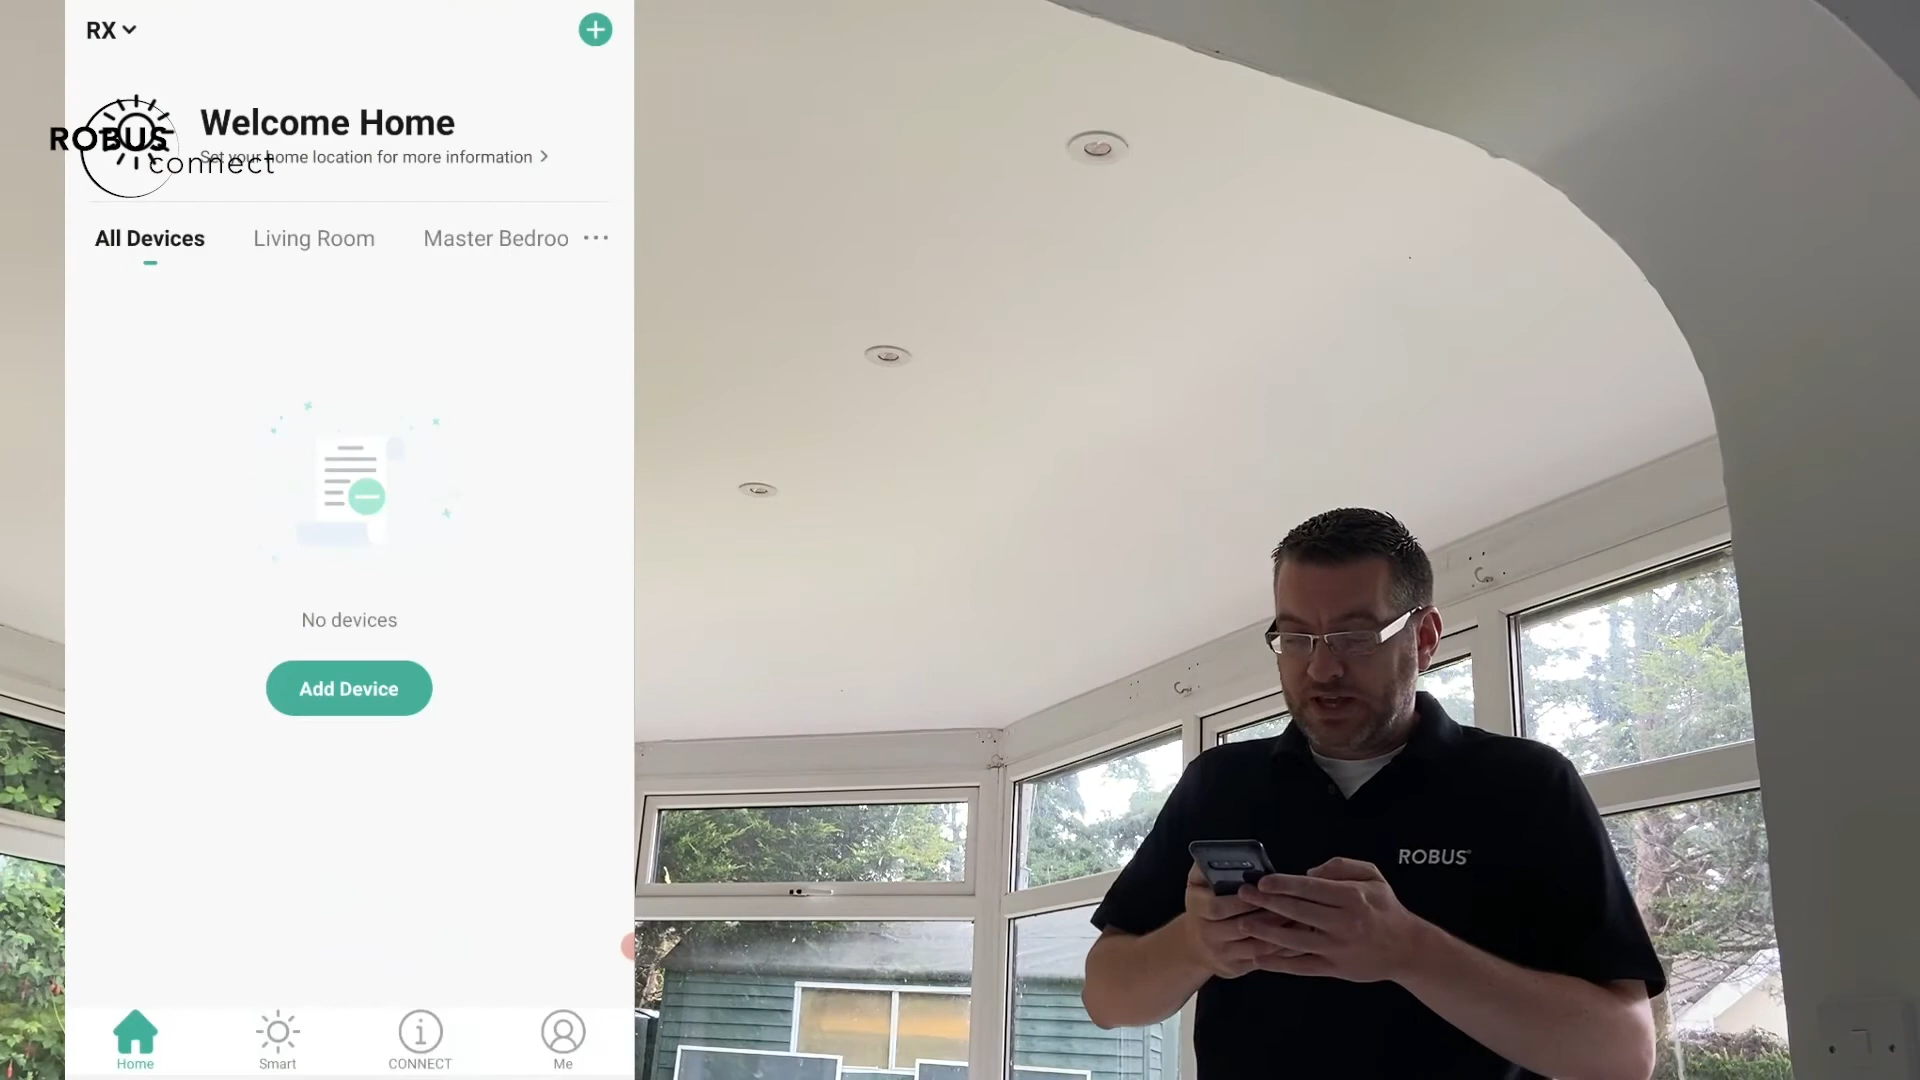 RX
Welcome Home
Set your home location for more information
ROBUS
connect
All Devices
Living Room
Master Bedroo ...
No devices
Add Device
Home
Smart
CONNECT
Me
ROBUS